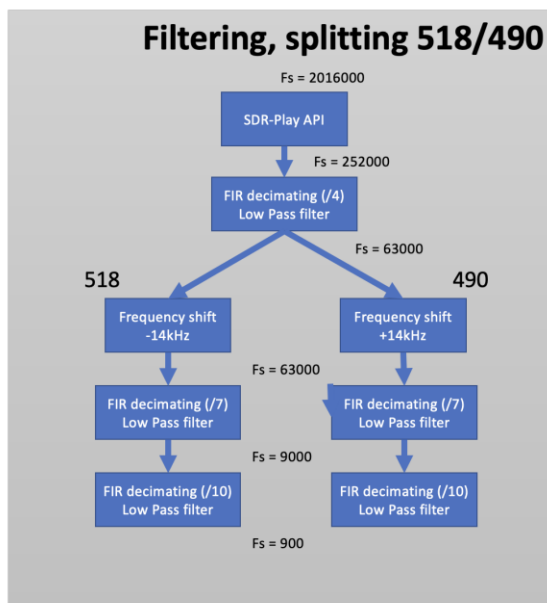 Filtering, splitting 518/490
Fs = 2016000
SDR-Play API
Fs = 252000
FIR decimating (/4)
Low Pass filter
Fs = 63000
518
490
Frequency shift
-14kHz
Frequency shift
+14kHz
Fs = 63000
FIR decimating (/7)
Low Pass filter
FIR decimating (/7)
Low Pass filter
Fs = 9000
FIR decimating (/10)
Low Pass filter
FIR decimating (/10)
Low Pass filter
Fs = 900